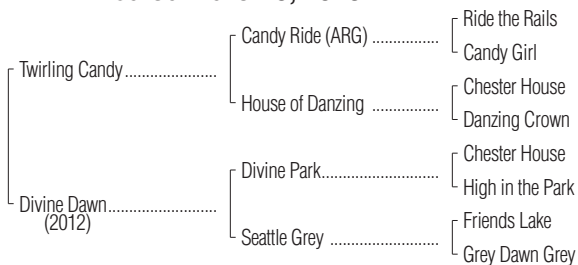 Ride the Rails
Candy Ride (ARG) ................
Candy Girl
Twirling Candy......................
Chester House
House of Danzing ................
Danzing Crown
Chester House
Divine Park............................
High in the Park
Divine Dawn..........................
(2012)
Friends Lake
Seattle Grey ..........................
Grey Dawn Grey